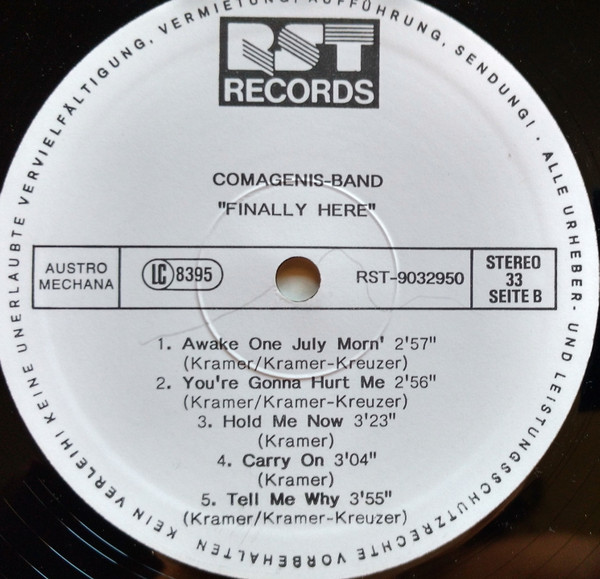 RST
RECORDS
COMAGENIS-BAND
"FINALLY HERE"
AUSTRO
MECHANA
LC 8395
RST-9032950
STEREO
33
SEITE B
1. Awake One July Morn' 2'57"
(Kramer/Kramer-Kreuzer)
2. You're Gonna Hurt Me 2'56"
(Kramer/Kramer-Kreuzer)
3. Hold Me Now 3'23"
(Kramer)
4. Carry On 3'04"
(Kramer)
5. Tell Me Why 3'55"
(Kramer/Kramer-Kreuzer)
ALLE URHEBER- UND LEISTUNGSSCHUTZRECHTE VORBEHALTEN KEIN VERLEIH! KEINE UNERLAUBTE VERVIELFÄLTIGUNG, VERMIETUNG, AUFFÜHRUNG, SENDUNG! ·